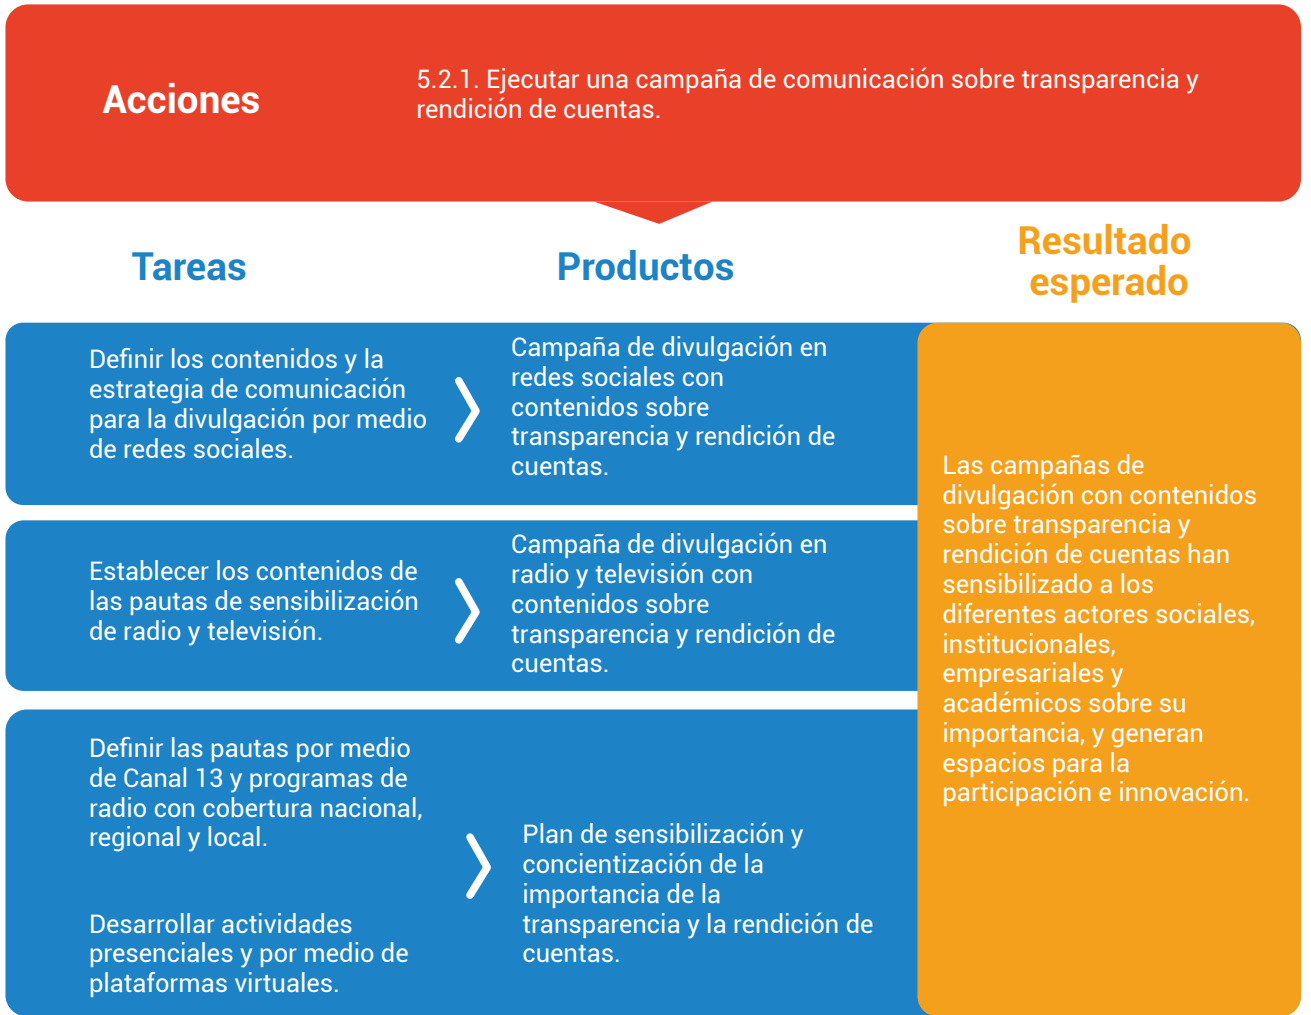 Acciones
5.2.1. Ejecutar una campaña de comunicación sobre transparencia y
rendición de cuentas.
Tareas
Productos
Resultado
esperado
Definir los contenidos y la
estrategia de comunicación
para la divulgación por medio
de redes sociales.
Campaña de divulgación en
redes sociales con
contenidos sobre
transparencia y rendición de
cuentas.
Establecer los contenidos de
las pautas de sensibilización
de radio y televisión.
Campaña de divulgación en
radio y televisión con
contenidos sobre
transparencia y rendición de
cuentas.
Definir las pautas por medio
de Canal 13 y programas de
radio con cobertura nacional,
regional y local.
Desarrollar actividades
presenciales y por medio de
plataformas virtuales.
Plan de sensibilización y
concientización de la
importancia de la
transparencia y la rendición de
cuentas.
Las campañas de
divulgación con contenidos
sobre transparencia y
rendición de cuentas han
sensibilizado a los
diferentes actores sociales,
institucionales,
empresariales y
académicos sobre su
importancia, y generan
espacios para la
participación e innovación.